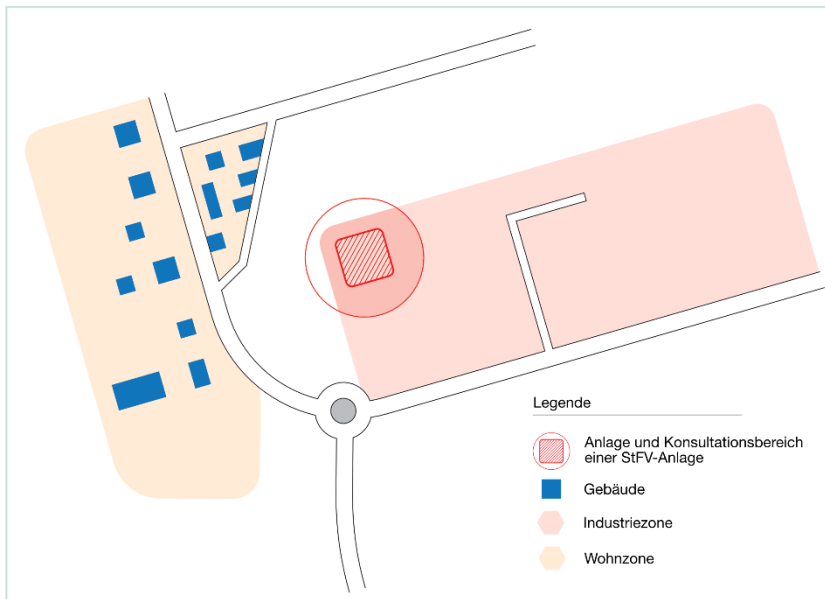 Legende
Anlage und Konsultationsbereich
einer StFV-Anlage
Gebäude
Industriezone
Wohnzone